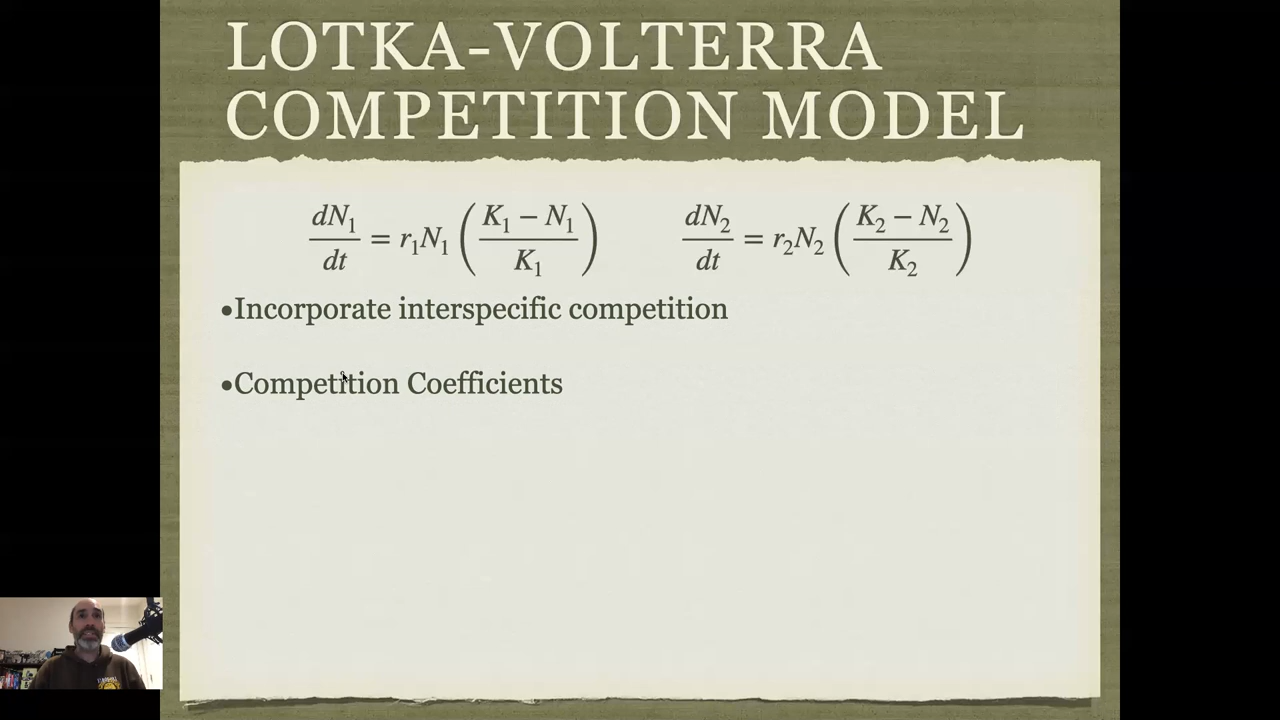 LOTKA-VOLTERRA
COMPETITION MODEL
dN₁/dt = r₁N₁ ((K₁ − N₁)/K₁)
dN₂/dt = r₂N₂ ((K₂ − N₂)/K₂)
•Incorporate interspecific competition
•Competition Coefficients